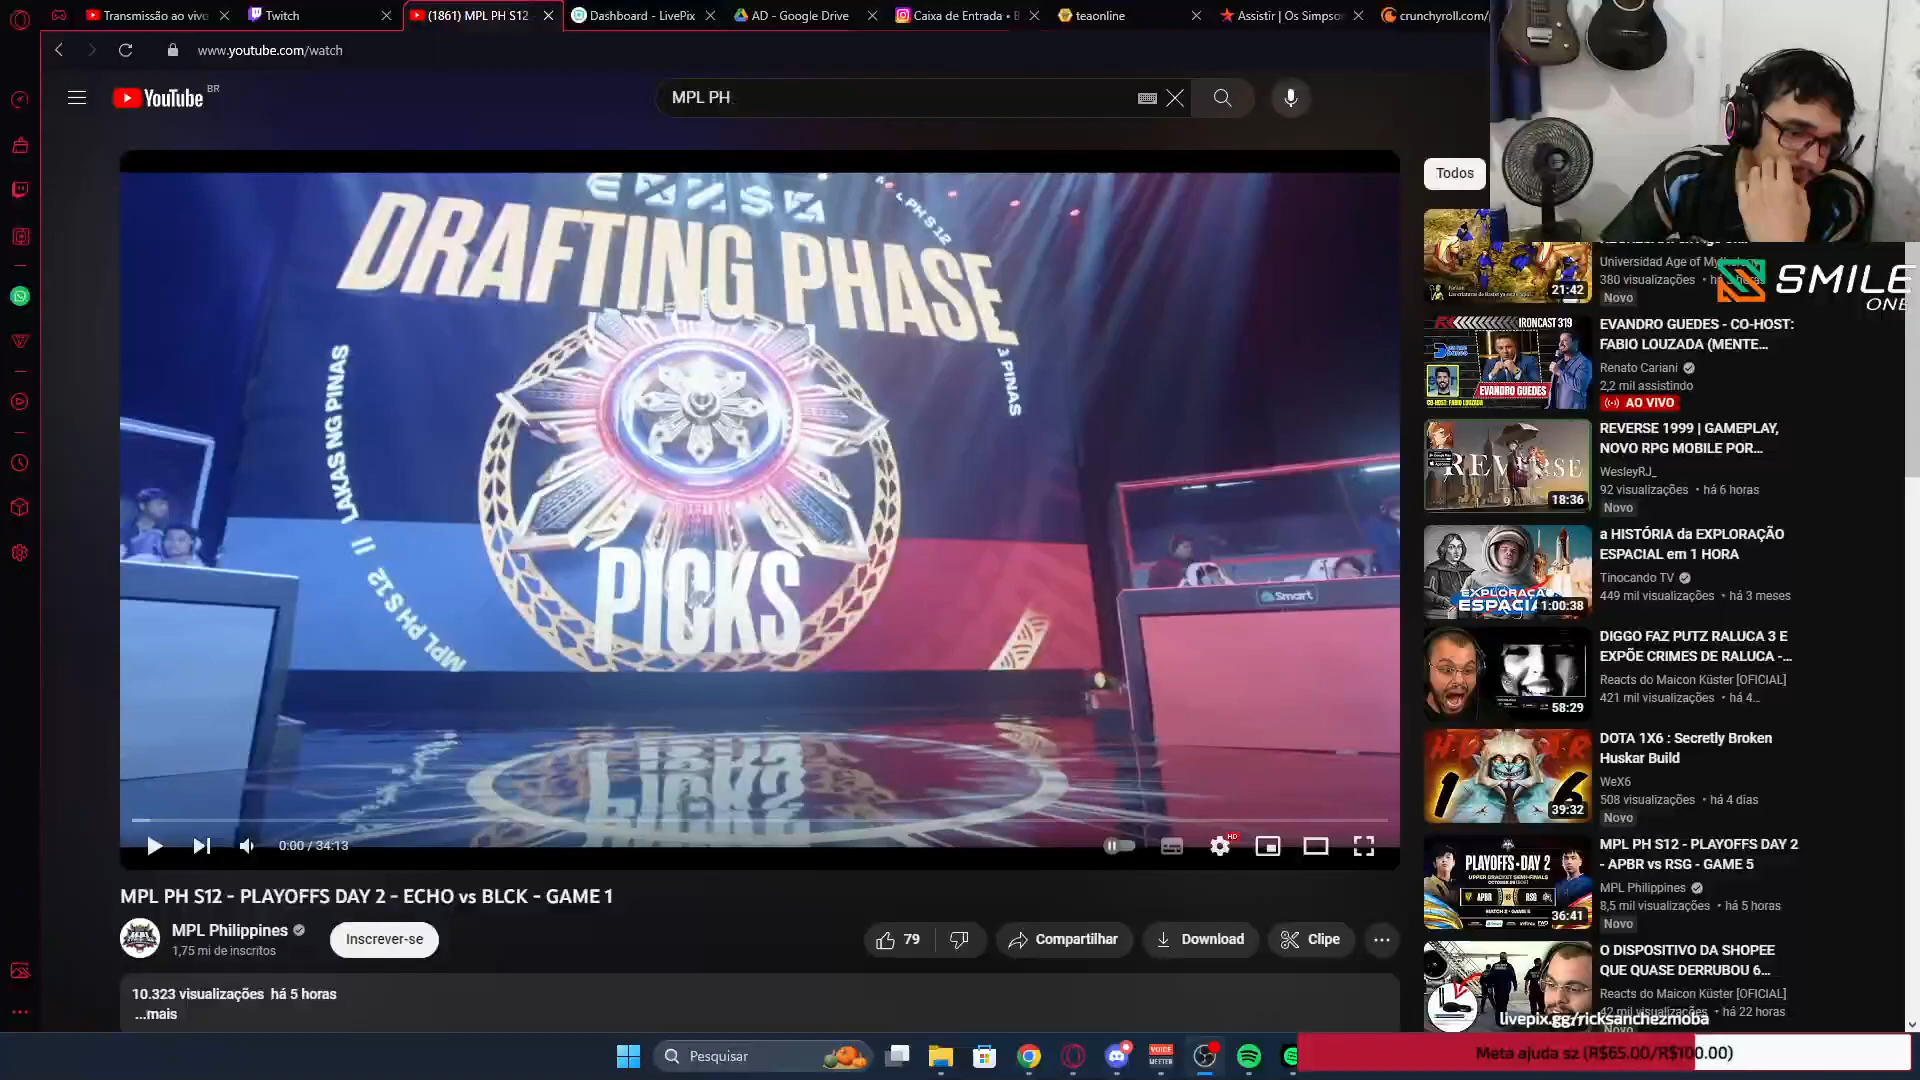 Transmissão ao vivo
Twitch
(1861) MPL PH S12 -
Dashboard - LivePix
AD - Google Drive
Caixa de Entrada •
teaonline
Assistir | Os Simpso
crunchyroll.com/
www.youtube.com/watch
YouTube BR
MPL PH
DRAFTING PHASE
PICKS
LAKAS NG PINAS
MPL PH S12
Smart
0:00 / 34:13
HD
MPL PH S12 - PLAYOFFS DAY 2 - ECHO vs BLCK - GAME 1
MPL Philippines
1,75 mi de inscritos
Inscrever-se
79
Compartilhar
Download
Clipe
10.323 visualizações há 5 horas
...mais
Todos
21:42
380 visualizações
Novo
SMILE
ONE
IRONCAST 319
EVANDRO GUEDES
EVANDRO GUEDES - CO-HOST:
FABIO LOUZADA (MENTE...
Renato Cariani
2,2 mil assistindo
AO VIVO
18:36
REVERSE 1999 | GAMEPLAY,
NOVO RPG MOBILE POR...
WesleyRJ_
92 visualizações • há 6 horas
Novo
1:00:38
a HISTÓRIA da EXPLORAÇÃO
ESPACIAL em 1 HORA
Tinocando TV
449 mil visualizações • há 3 meses
58:29
DIGGO FAZ PUTZ RALUCA 3 E
EXPÕE CRIMES DE RALUCA -...
Reacts do Maicon Küster [OFICIAL]
421 mil visualizações • há 4...
39:32
DOTA 1X6 : Secretly Broken
Huskar Build
WeX6
508 visualizações • há 4 dias
Novo
PLAYOFFS•DAY 2
APBR VS RSG
36:41
MPL PH S12 - PLAYOFFS DAY 2
- APBR vs RSG - GAME 5
MPL Philippines
8,5 mil visualizações • há 5 horas
Novo
O DISPOSITIVO DA SHOPEE
QUE QUASE DERRUBOU 6...
Reacts do Maicon Küster [OFICIAL]
42 mil visualizações • há 22 horas
livepix.gg/ricksanchezmoba
Pesquisar
VOICE
MEETER
Meta ajuda sz (R$65.00/R$100.00)